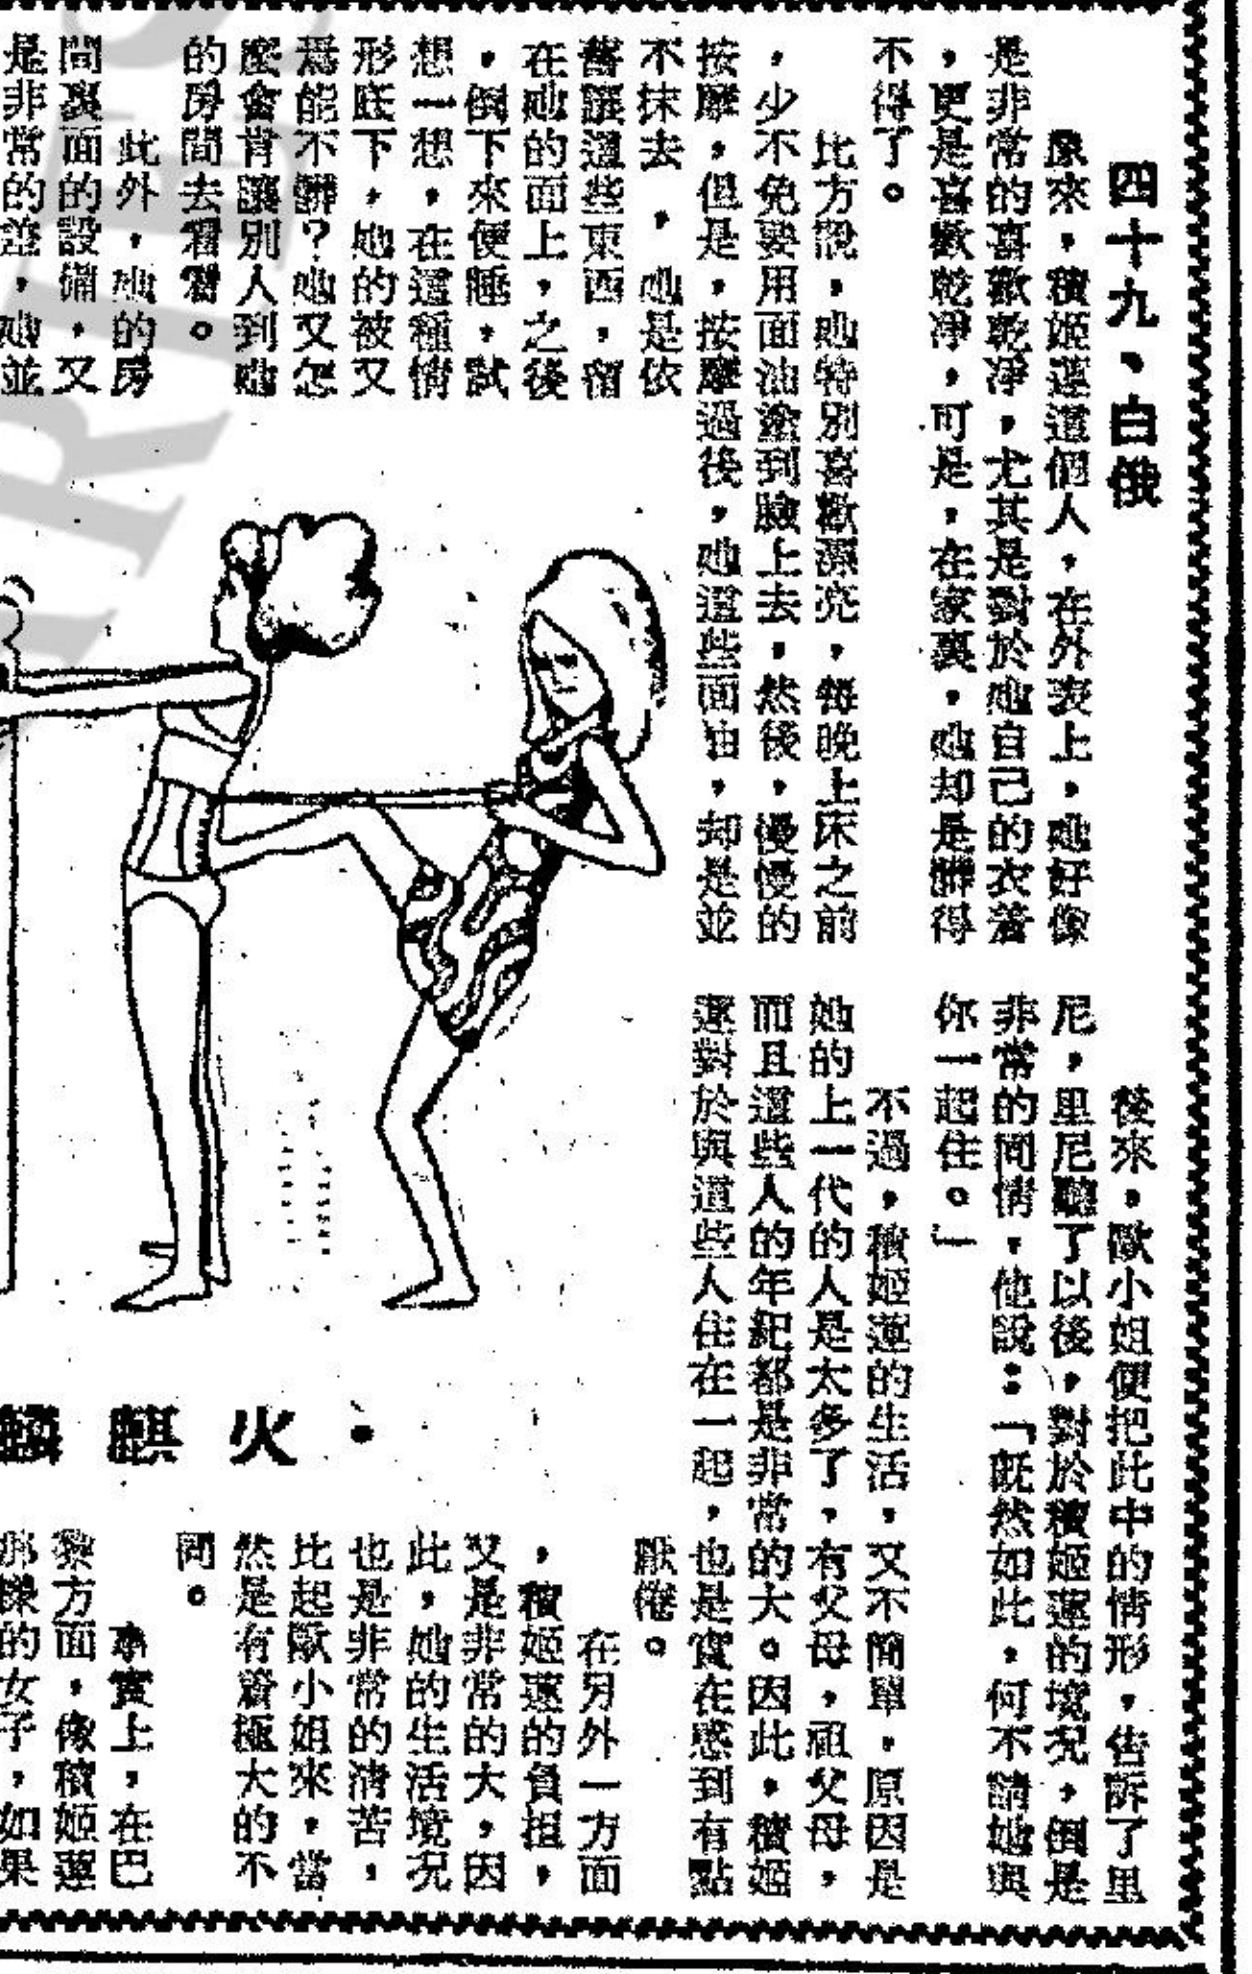 四十九、白俄
原來，積姬蓮這個人，在外表上，她好像
是非常的喜歡乾淨，尤其是對於她自己的衣着
，更是喜歡乾淨，可是，在家裏，她却是髒得
不得了。
比方說，她特別喜歡漂亮，每晚上床之前
，少不免要用面油塗到臉上去，然後，慢慢的
按摩，但是，按摩過後，她這些面油，却是並
不抹去，她是依
舊讓這些東西，留
在她的面上，之後
，倒下來便睡，試
想一想，在這種情
形底下，她的被又
焉能不髒？她又怎
麼會肯讓別人到她
的房間去看看。
此外，她的房
間裏面的設備，又
是非常的差，她並
後來，歐小姐便把此中的情形，告訴了里
尼，里尼聽了以後，對於積姬蓮的境況，倒是
非常的同情，他說：「既然如此，何不請她與
你一起住。」
不過，積姬蓮的生活，又不簡單，原因是
她的上一代的人是太多了，有父母，祖父母，
而且這些人的年紀都是非常的大。因此，積姬
蓮對於與這些人住在一起，也是實在感到有點
厭倦。
在另外一方面
，積姬蓮的負担，
又是非常的大，因
此，她的生活境況
也是非常的清苦，
比起歐小姐來，當
然是有着極大的不
同。
事實上，在巴
黎方面，像積姬蓮
那樣的女子，如果
・火麒麟